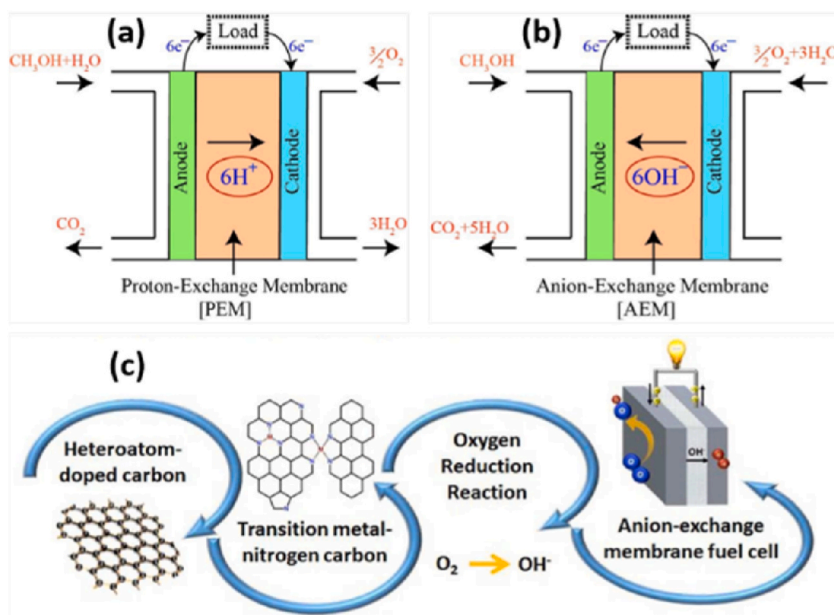 (a)
6e⁻
Load
6e⁻
CH₃OH+H₂O
3/2O₂
Anode
6H⁺
Cathode
CO₂
3H₂O
Proton-Exchange Membrane
[PEM]
(b)
6e⁻
Load
6e⁻
CH₃OH
3/2O₂+3H₂O
Anode
6OH⁻
Cathode
CO₂+5H₂O
Anion-Exchange Membrane
[AEM]
(c)
Heteroatom-
doped carbon
Transition metal-
nitrogen carbon
Oxygen
Reduction
Reaction
O₂ → OH⁻
OH
Anion-exchange
membrane fuel cell